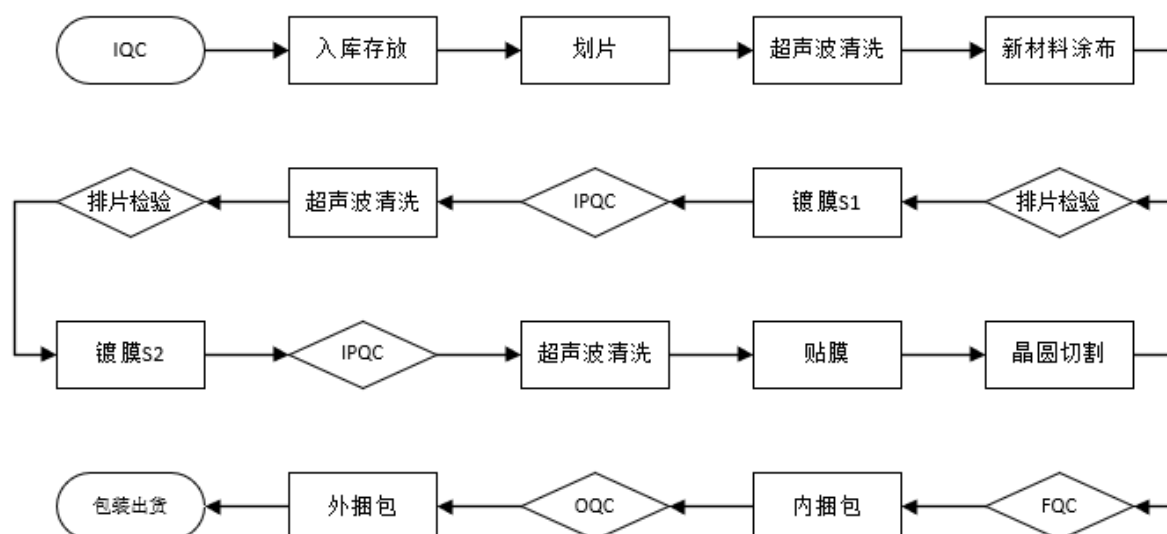 IQC
入库存放
划片
超声波清洗
新材料涂布
排片检验
镀膜S1
IPQC
超声波清洗
排片检验
镀膜S2
IPQC
超声波清洗
贴膜
晶圆切割
FQC
内捆包
OQC
外捆包
包装出货